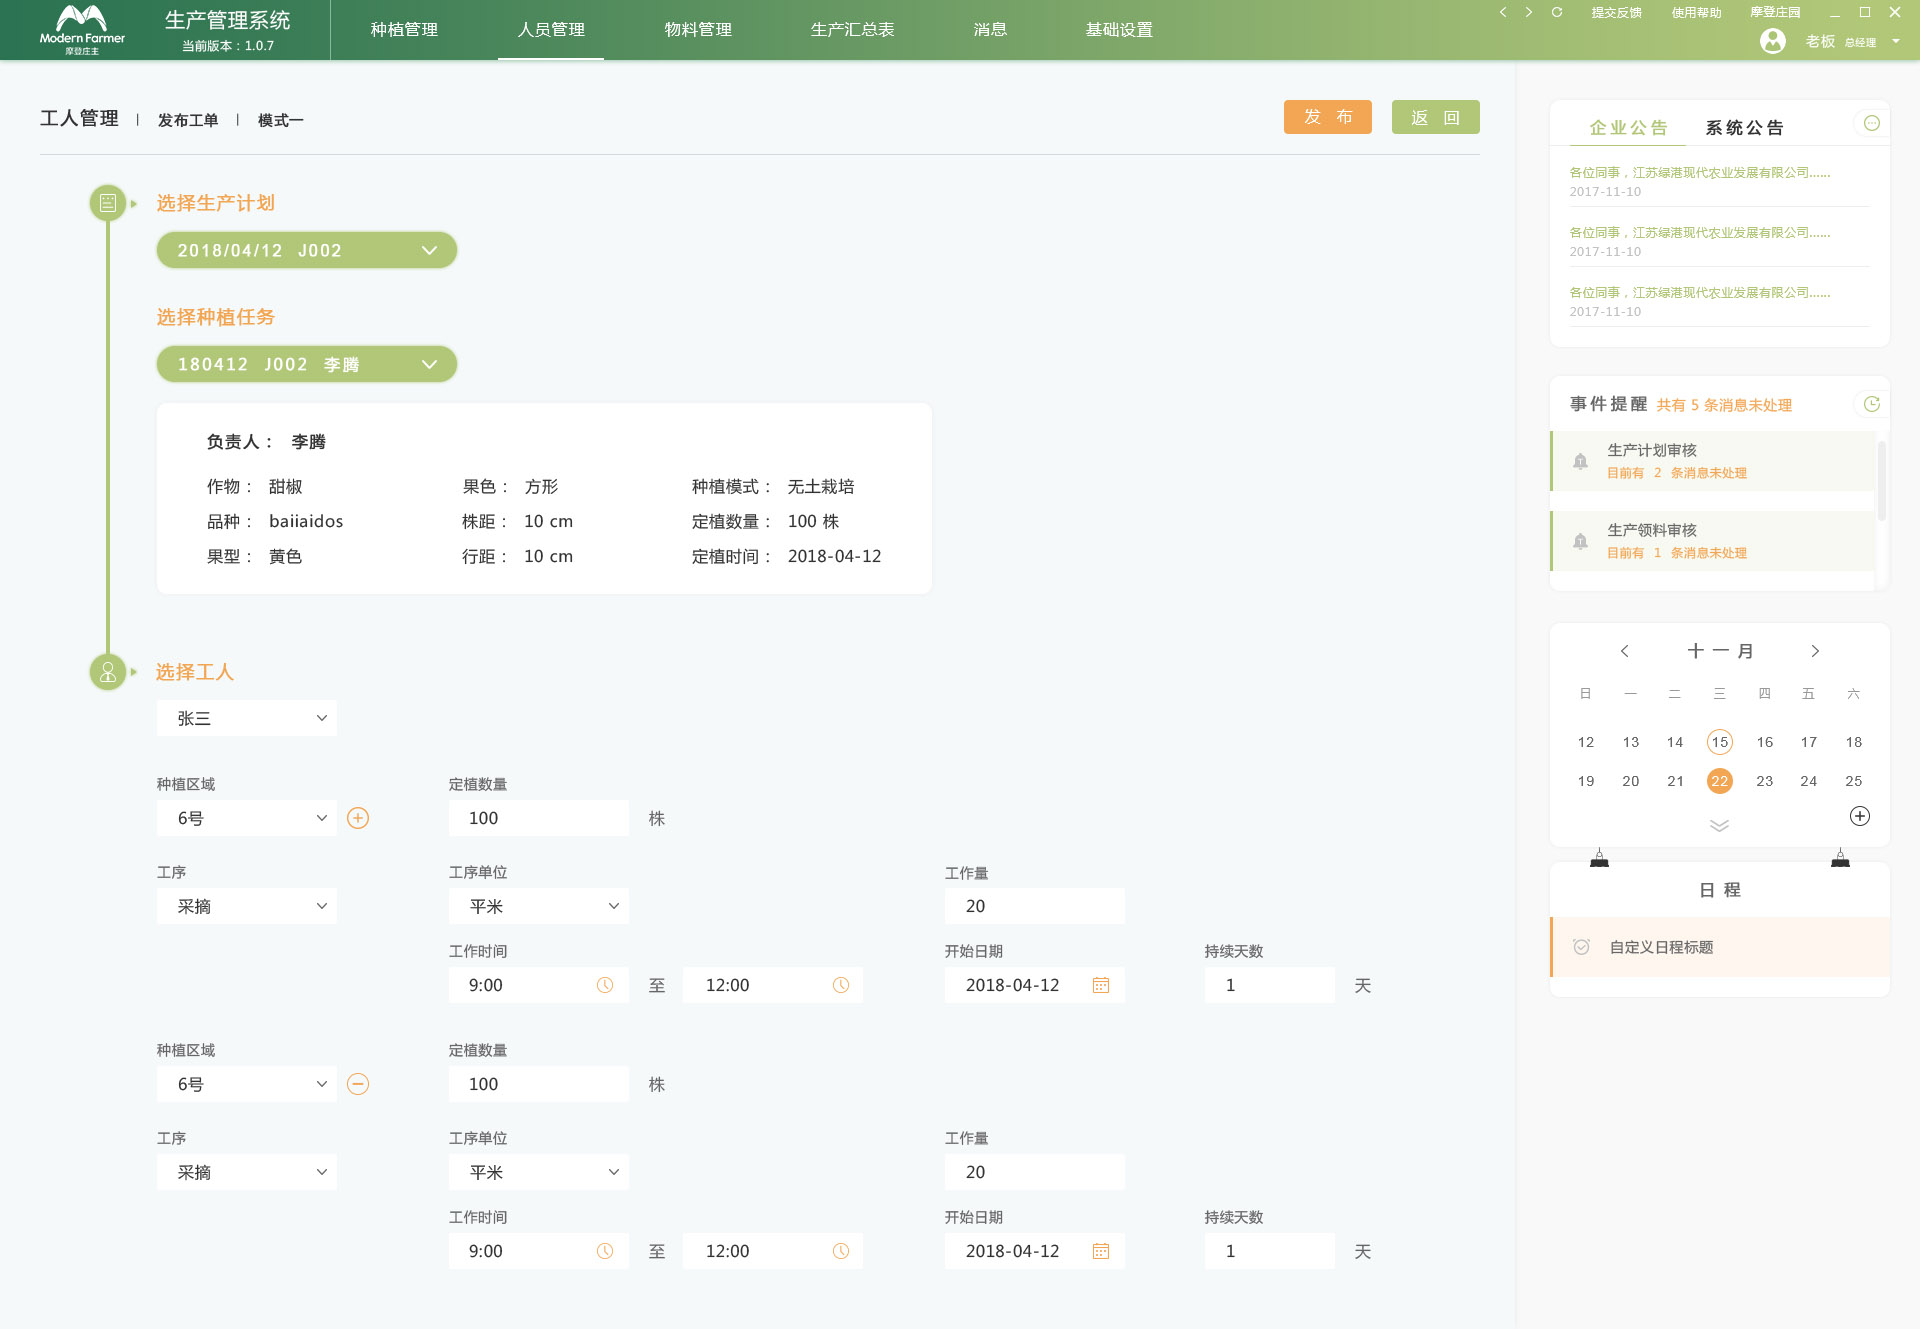 Modern Farmer
摩登庄主
生产管理系统
当前版本：1.0.7
种植管理
人员管理
物料管理
生产汇总表
消息
基础设置
提交反馈
使用帮助
摩登庄园
老板 总经理
工人管理 | 发布工单 | 模式一
发 布
返 回
选择生产计划
2018/04/12 J002
选择种植任务
180412 J002 李腾
负责人： 李腾
作物： 甜椒 果色： 方形 种植模式： 无土栽培
品种： baiiaidos 株距： 10 cm 定植数量： 100 株
果型： 黄色 行距： 10 cm 定植时间： 2018-04-12
选择工人
张三
种植区域 定植数量
6号 100 株
工序 工序单位 工作量
采摘 平米 20
工作时间 开始日期 持续天数
9:00 至 12:00 2018-04-12 1 天
种植区域 定植数量
6号 100 株
工序 工序单位 工作量
采摘 平米 20
工作时间 开始日期 持续天数
9:00 至 12:00 2018-04-12 1 天
企业公告 系统公告
各位同事，江苏绿港现代农业发展有限公司......
2017-11-10
各位同事，江苏绿港现代农业发展有限公司......
2017-11-10
各位同事，江苏绿港现代农业发展有限公司......
2017-11-10
事件提醒 共有 5 条消息未处理
生产计划审核
目前有 2 条消息未处理
生产领料审核
目前有 1 条消息未处理
十一月
日 一 二 三 四 五 六
12 13 14 15 16 17 18
19 20 21 22 23 24 25
日 程
自定义日程标题